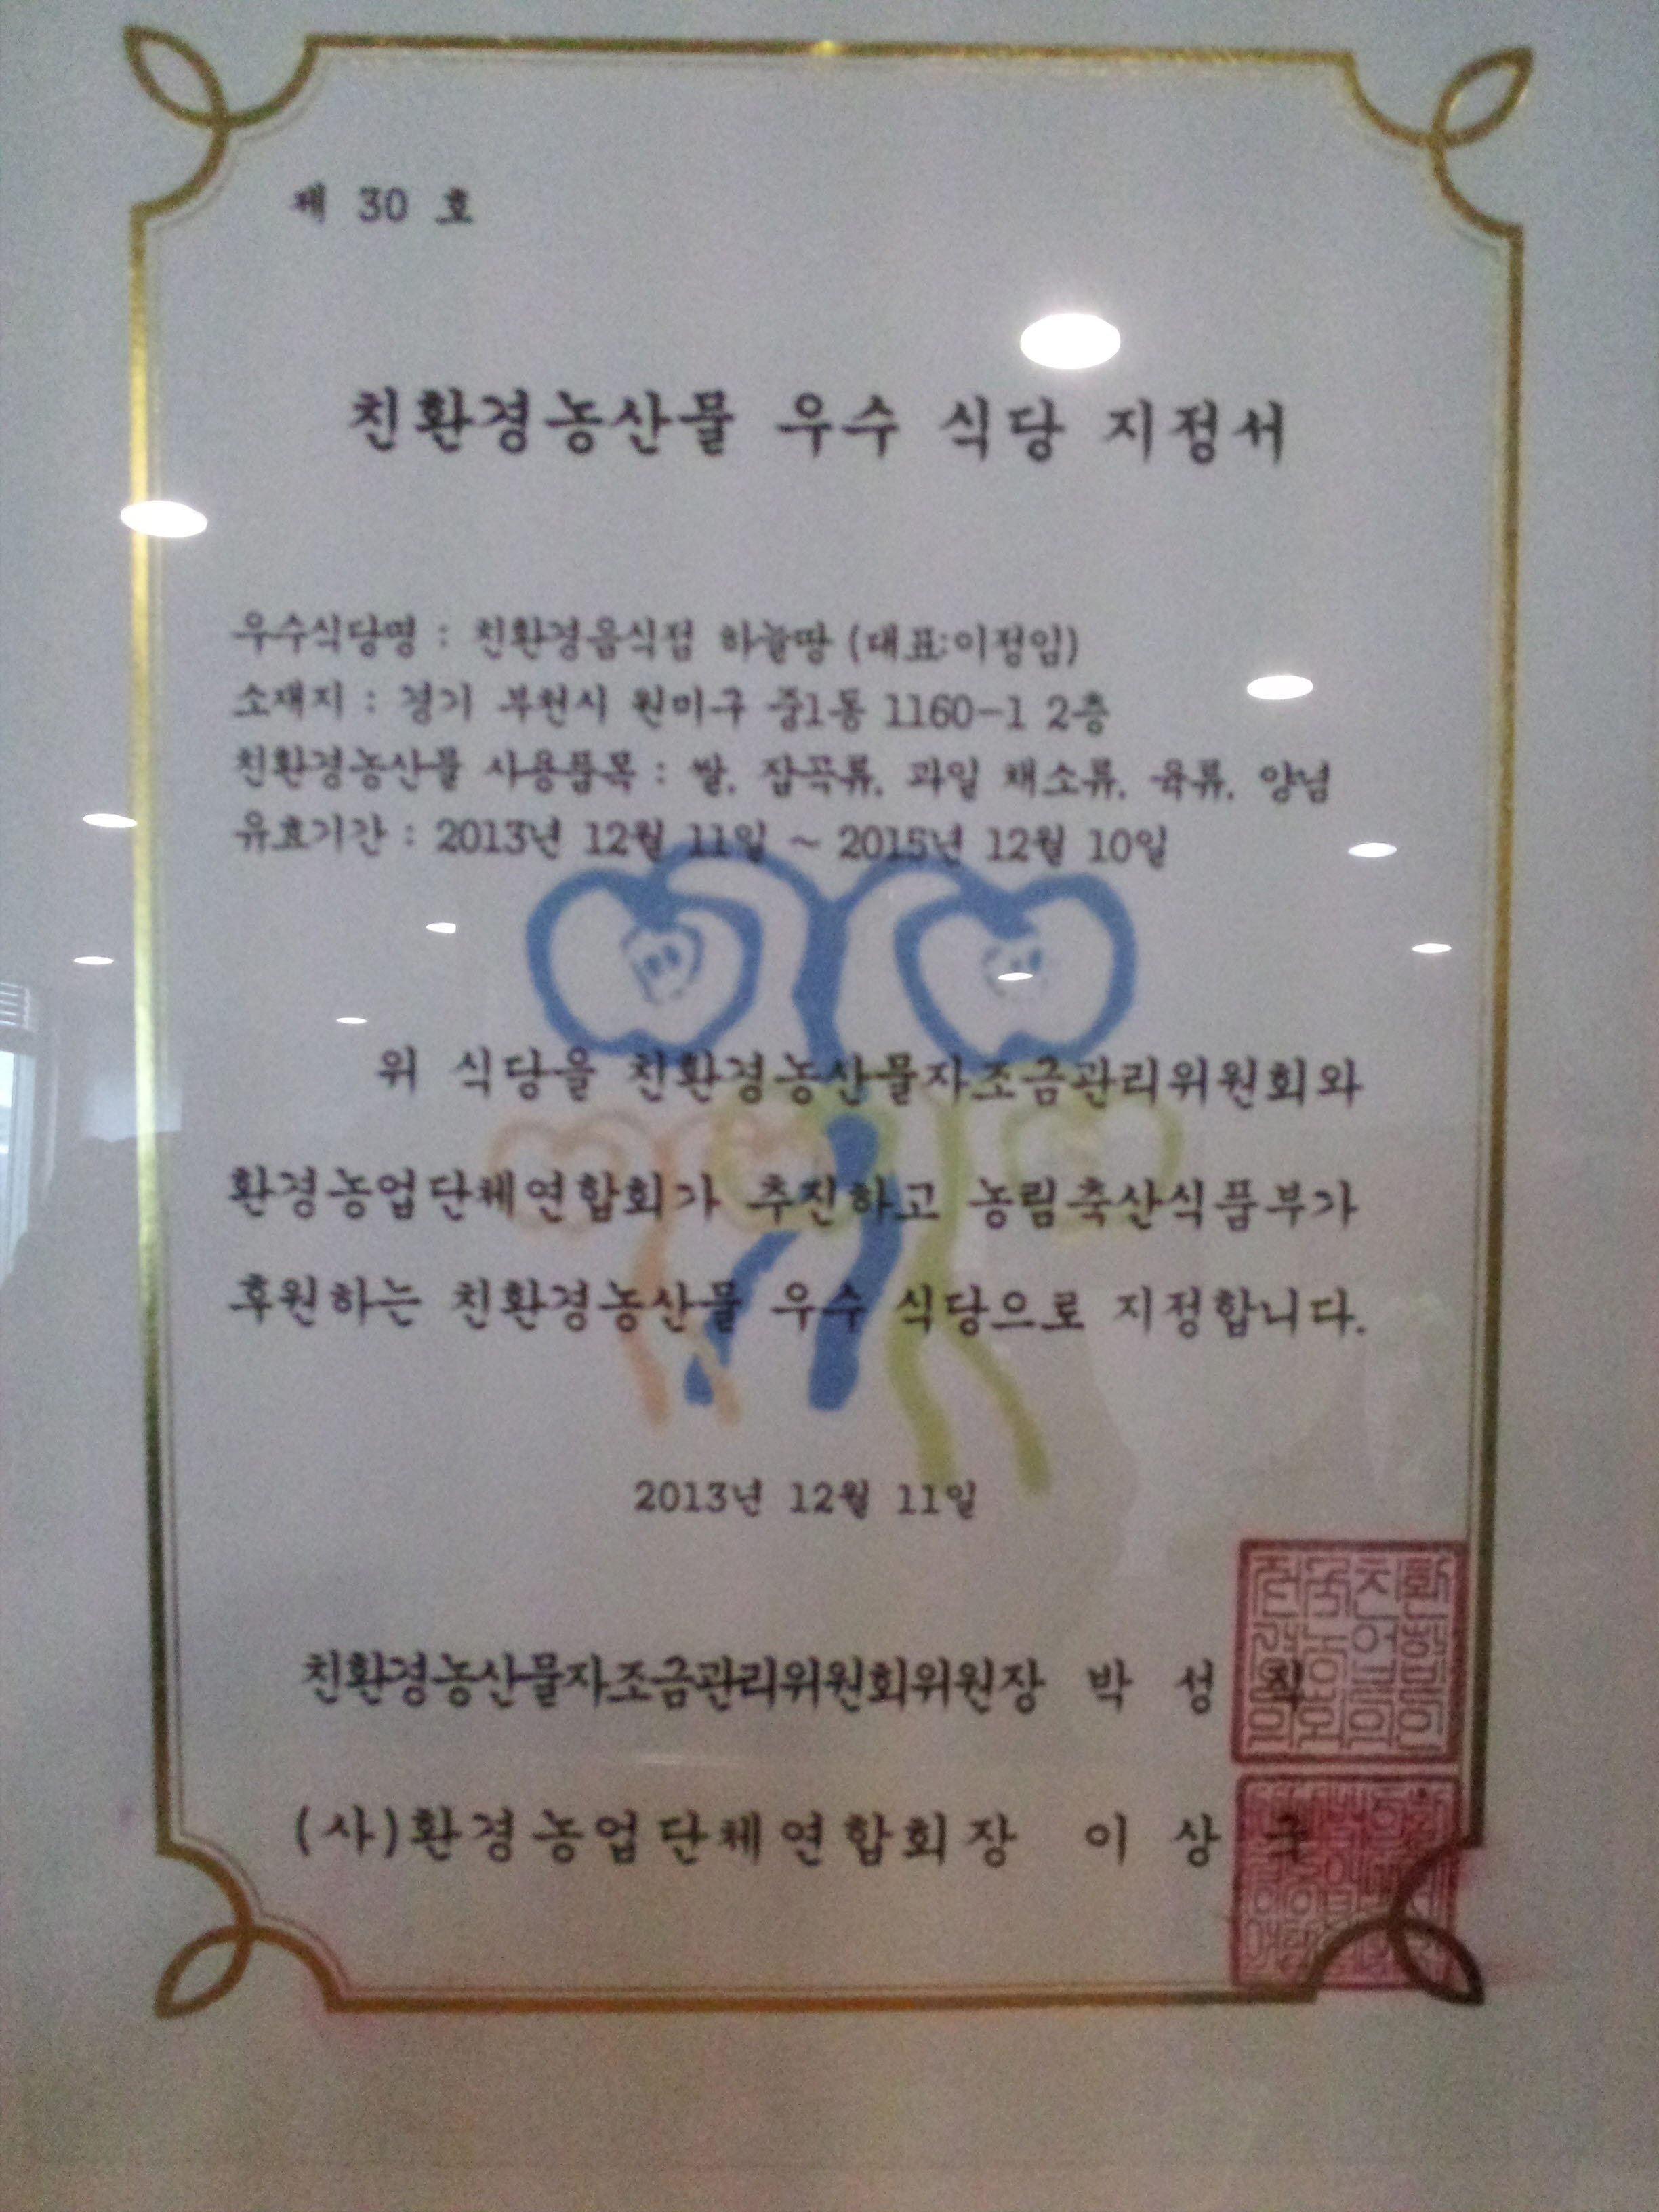 제 30 호
친환경농산물 우수 식당 지정서
우수식당명 : 친환경음식점 하늘땅 (대표:이정임)
소재지 : 경기 부천시 원미구 중1동 1160-1 2층
친환경농산물 사용품목 : 쌀, 잡곡류, 과일 채소류, 육류, 양념
유효기간 : 2013년 12월 11일 ~ 2015년 12월 10일
위 식당을 친환경농산물자조금관리위원회와
환경농업단체연합회가 추진하고 농림축산식품부가
후원하는 친환경농산물 우수 식당으로 지정합니다.
2013년 12월 11일
친환경농산물자조금관리위원회위원장 박 성 직
(사)환경농업단체연합회장 이 상 국